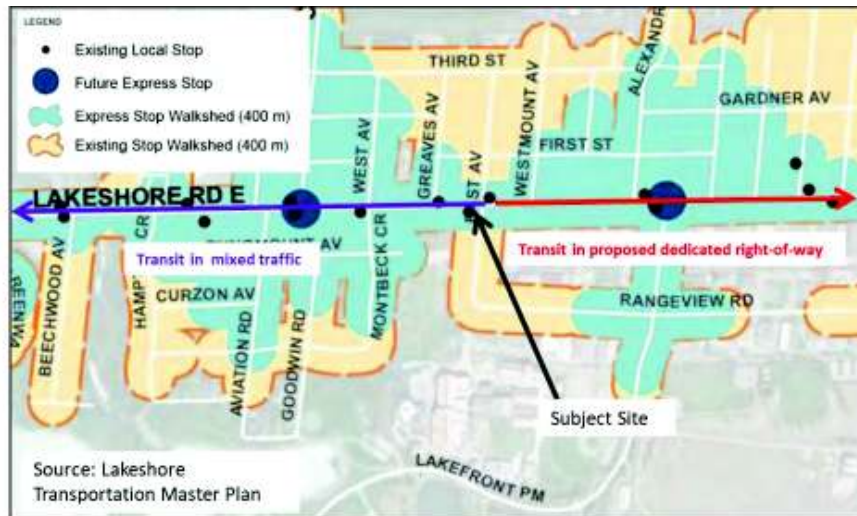 LEGEND
Existing Local Stop
Future Express Stop
Express Stop Walkshed (400 m)
Existing Stop Walkshed (400 m)
THIRD ST
GARDNER AV
FIRST ST
WEST AV
GREAVES AV
ST AV
WESTMOUNT AV
LAKESHORE RD E
Transit in mixed traffic
Transit in proposed dedicated right-of-way
BEECHWOOD AV
CURZON AV
AVIATION RD
GOODWIN RD
MONTBECK CR
RANGEVIEW RD
Subject Site
LAKEFRONT PM
Source: Lakeshore
Transportation Master Plan